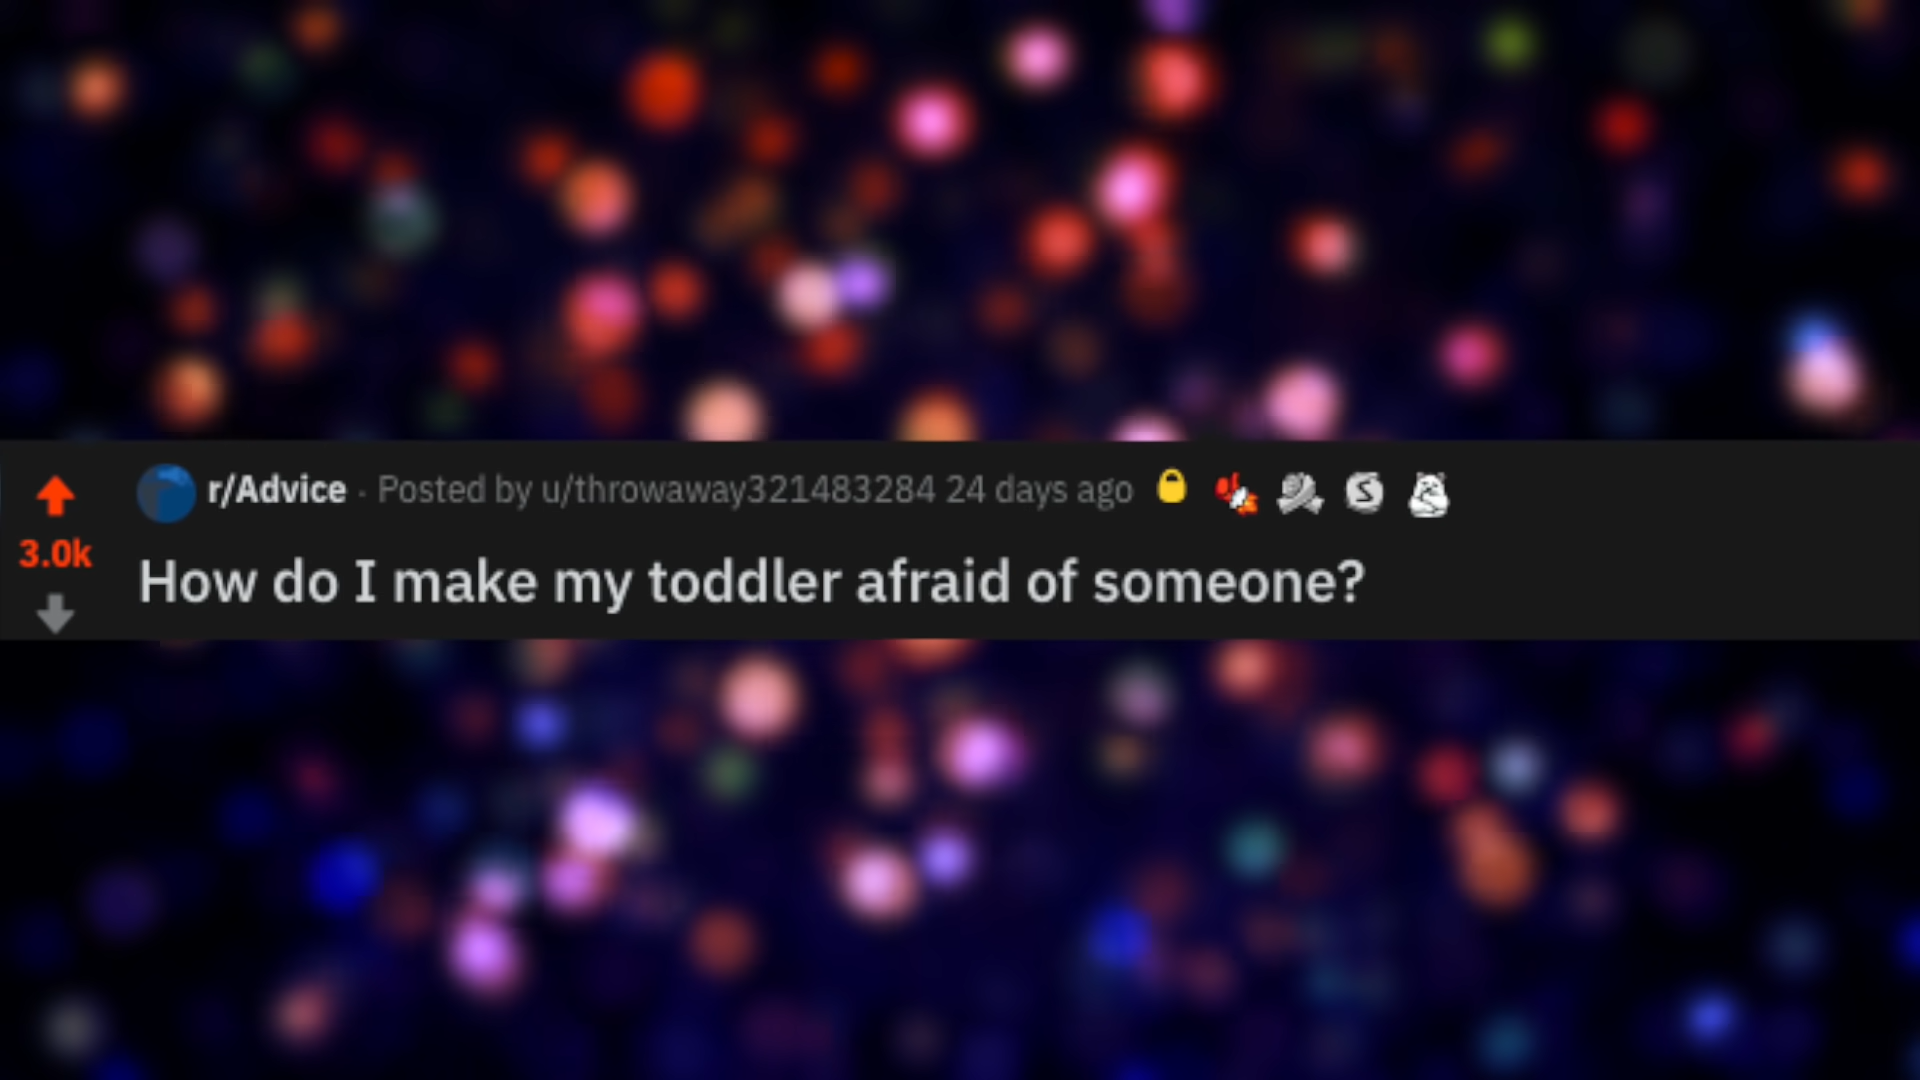 r/Advice · Posted by u/throwaway321483284 24 days ago
3.0k
How do I make my toddler afraid of someone?